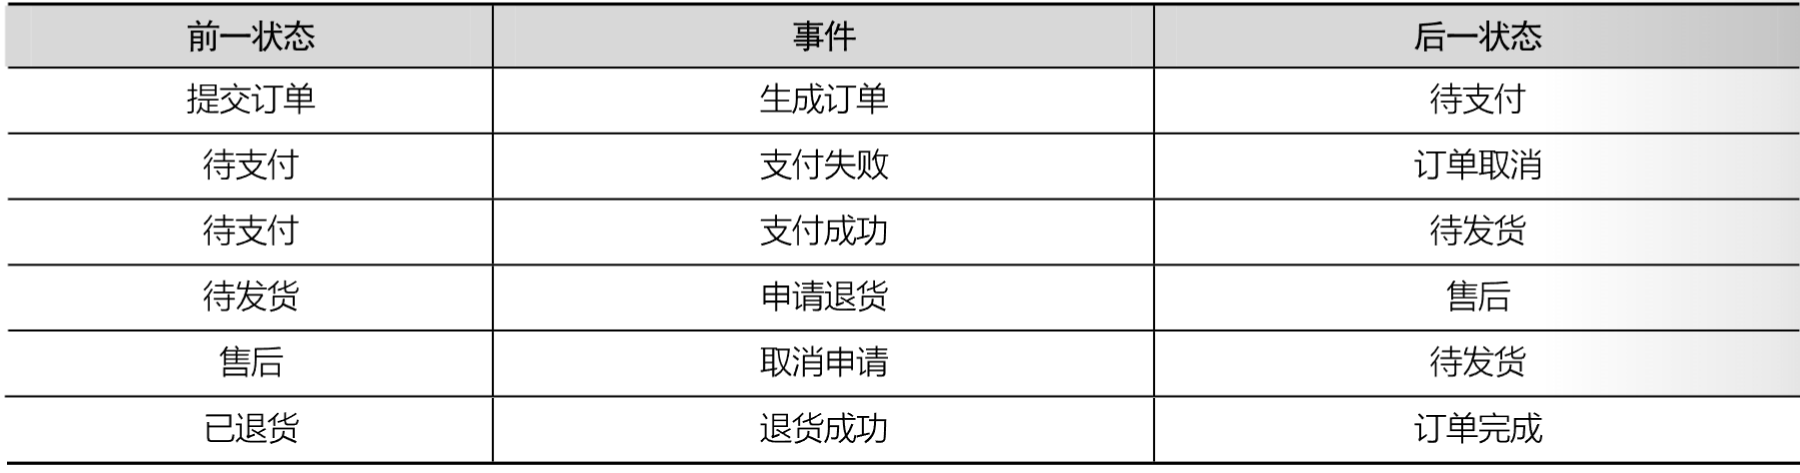 前一状态 事件 后一状态
提交订单 生成订单 待支付
待支付 支付失败 订单取消
待支付 支付成功 待发货
待发货 申请退货 售后
售后 取消申请 待发货
已退货 退货成功 订单完成